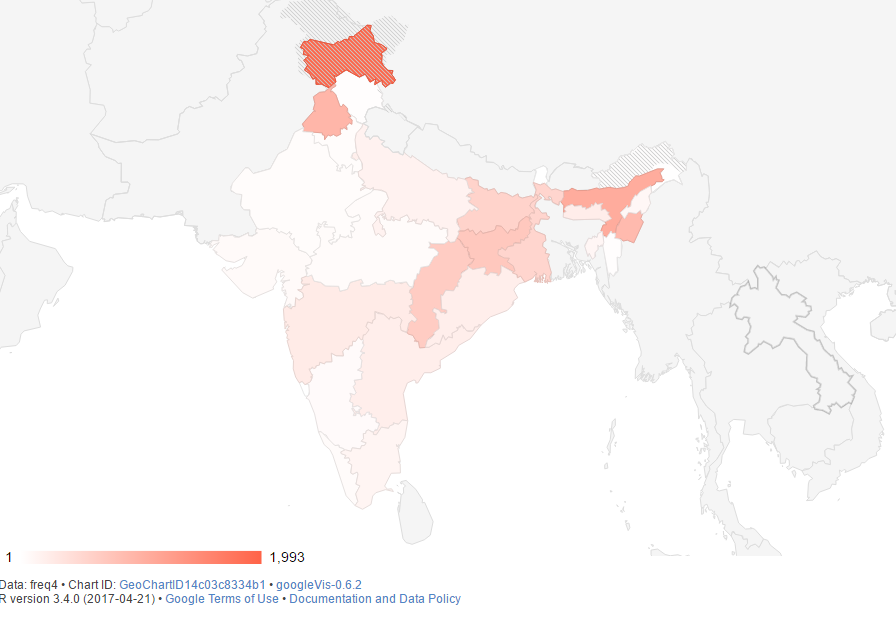 1 1,993
Data: freq4 • Chart ID: GeoChartID14c03c8334b1 • googleVis-0.6.2
R version 3.4.0 (2017-04-21) • Google Terms of Use • Documentation and Data Policy